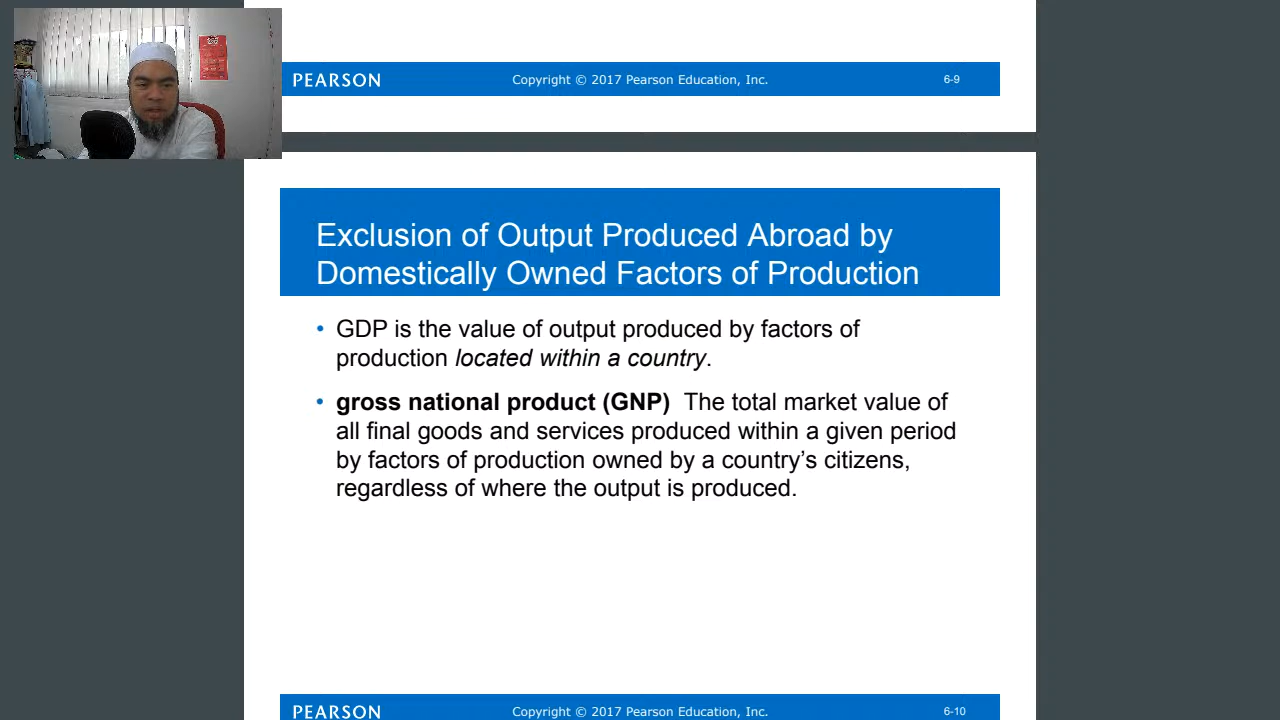 PEARSON Copyright © 2017 Pearson Education, Inc. 6-9
Exclusion of Output Produced Abroad by
Domestically Owned Factors of Production
• GDP is the value of output produced by factors of
production located within a country.
• gross national product (GNP) The total market value of
all final goods and services produced within a given period
by factors of production owned by a country’s citizens,
regardless of where the output is produced.
PEARSON Copyright © 2017 Pearson Education, Inc. 6-10